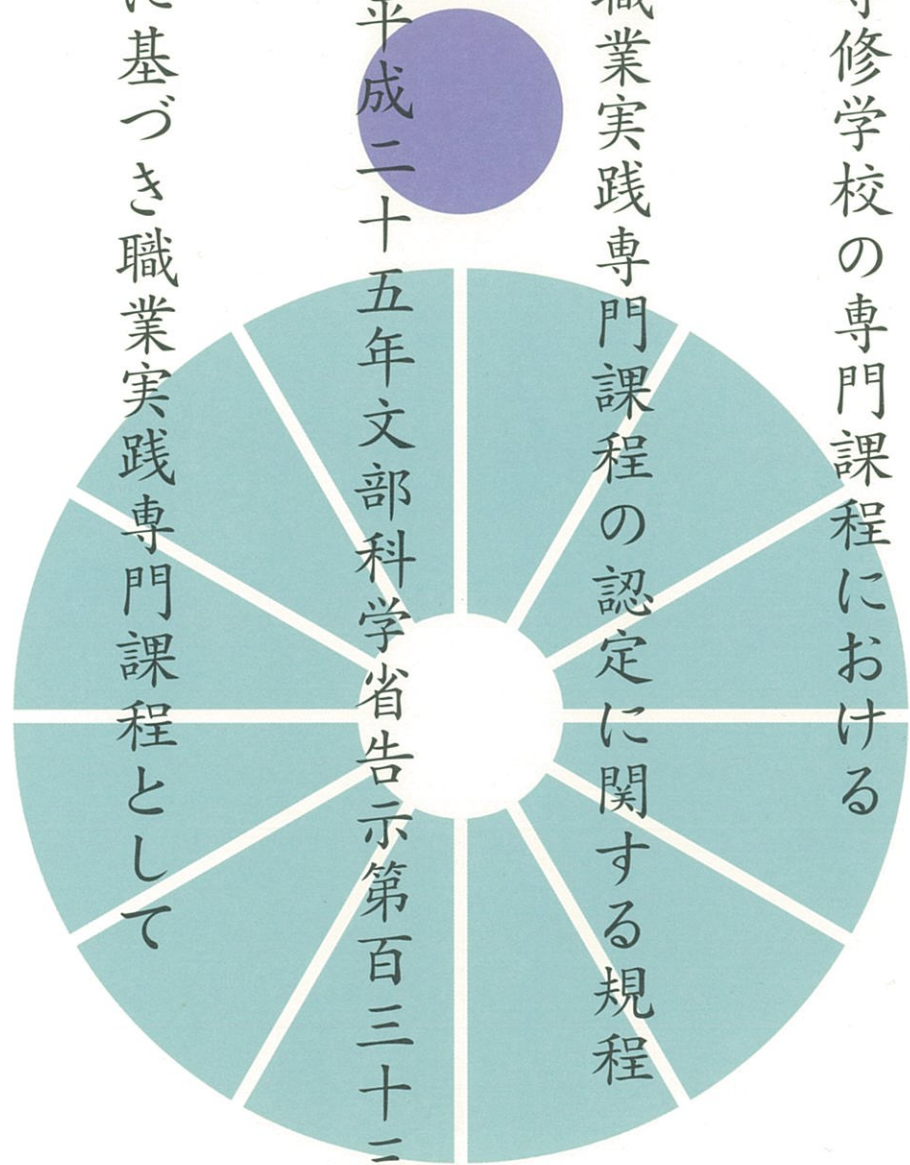 修学校の専門課程における
職業実践専門課程の認定に関する規程
平成二十五年文部科学省告示第百三十
に基づき職業実践専門課程として